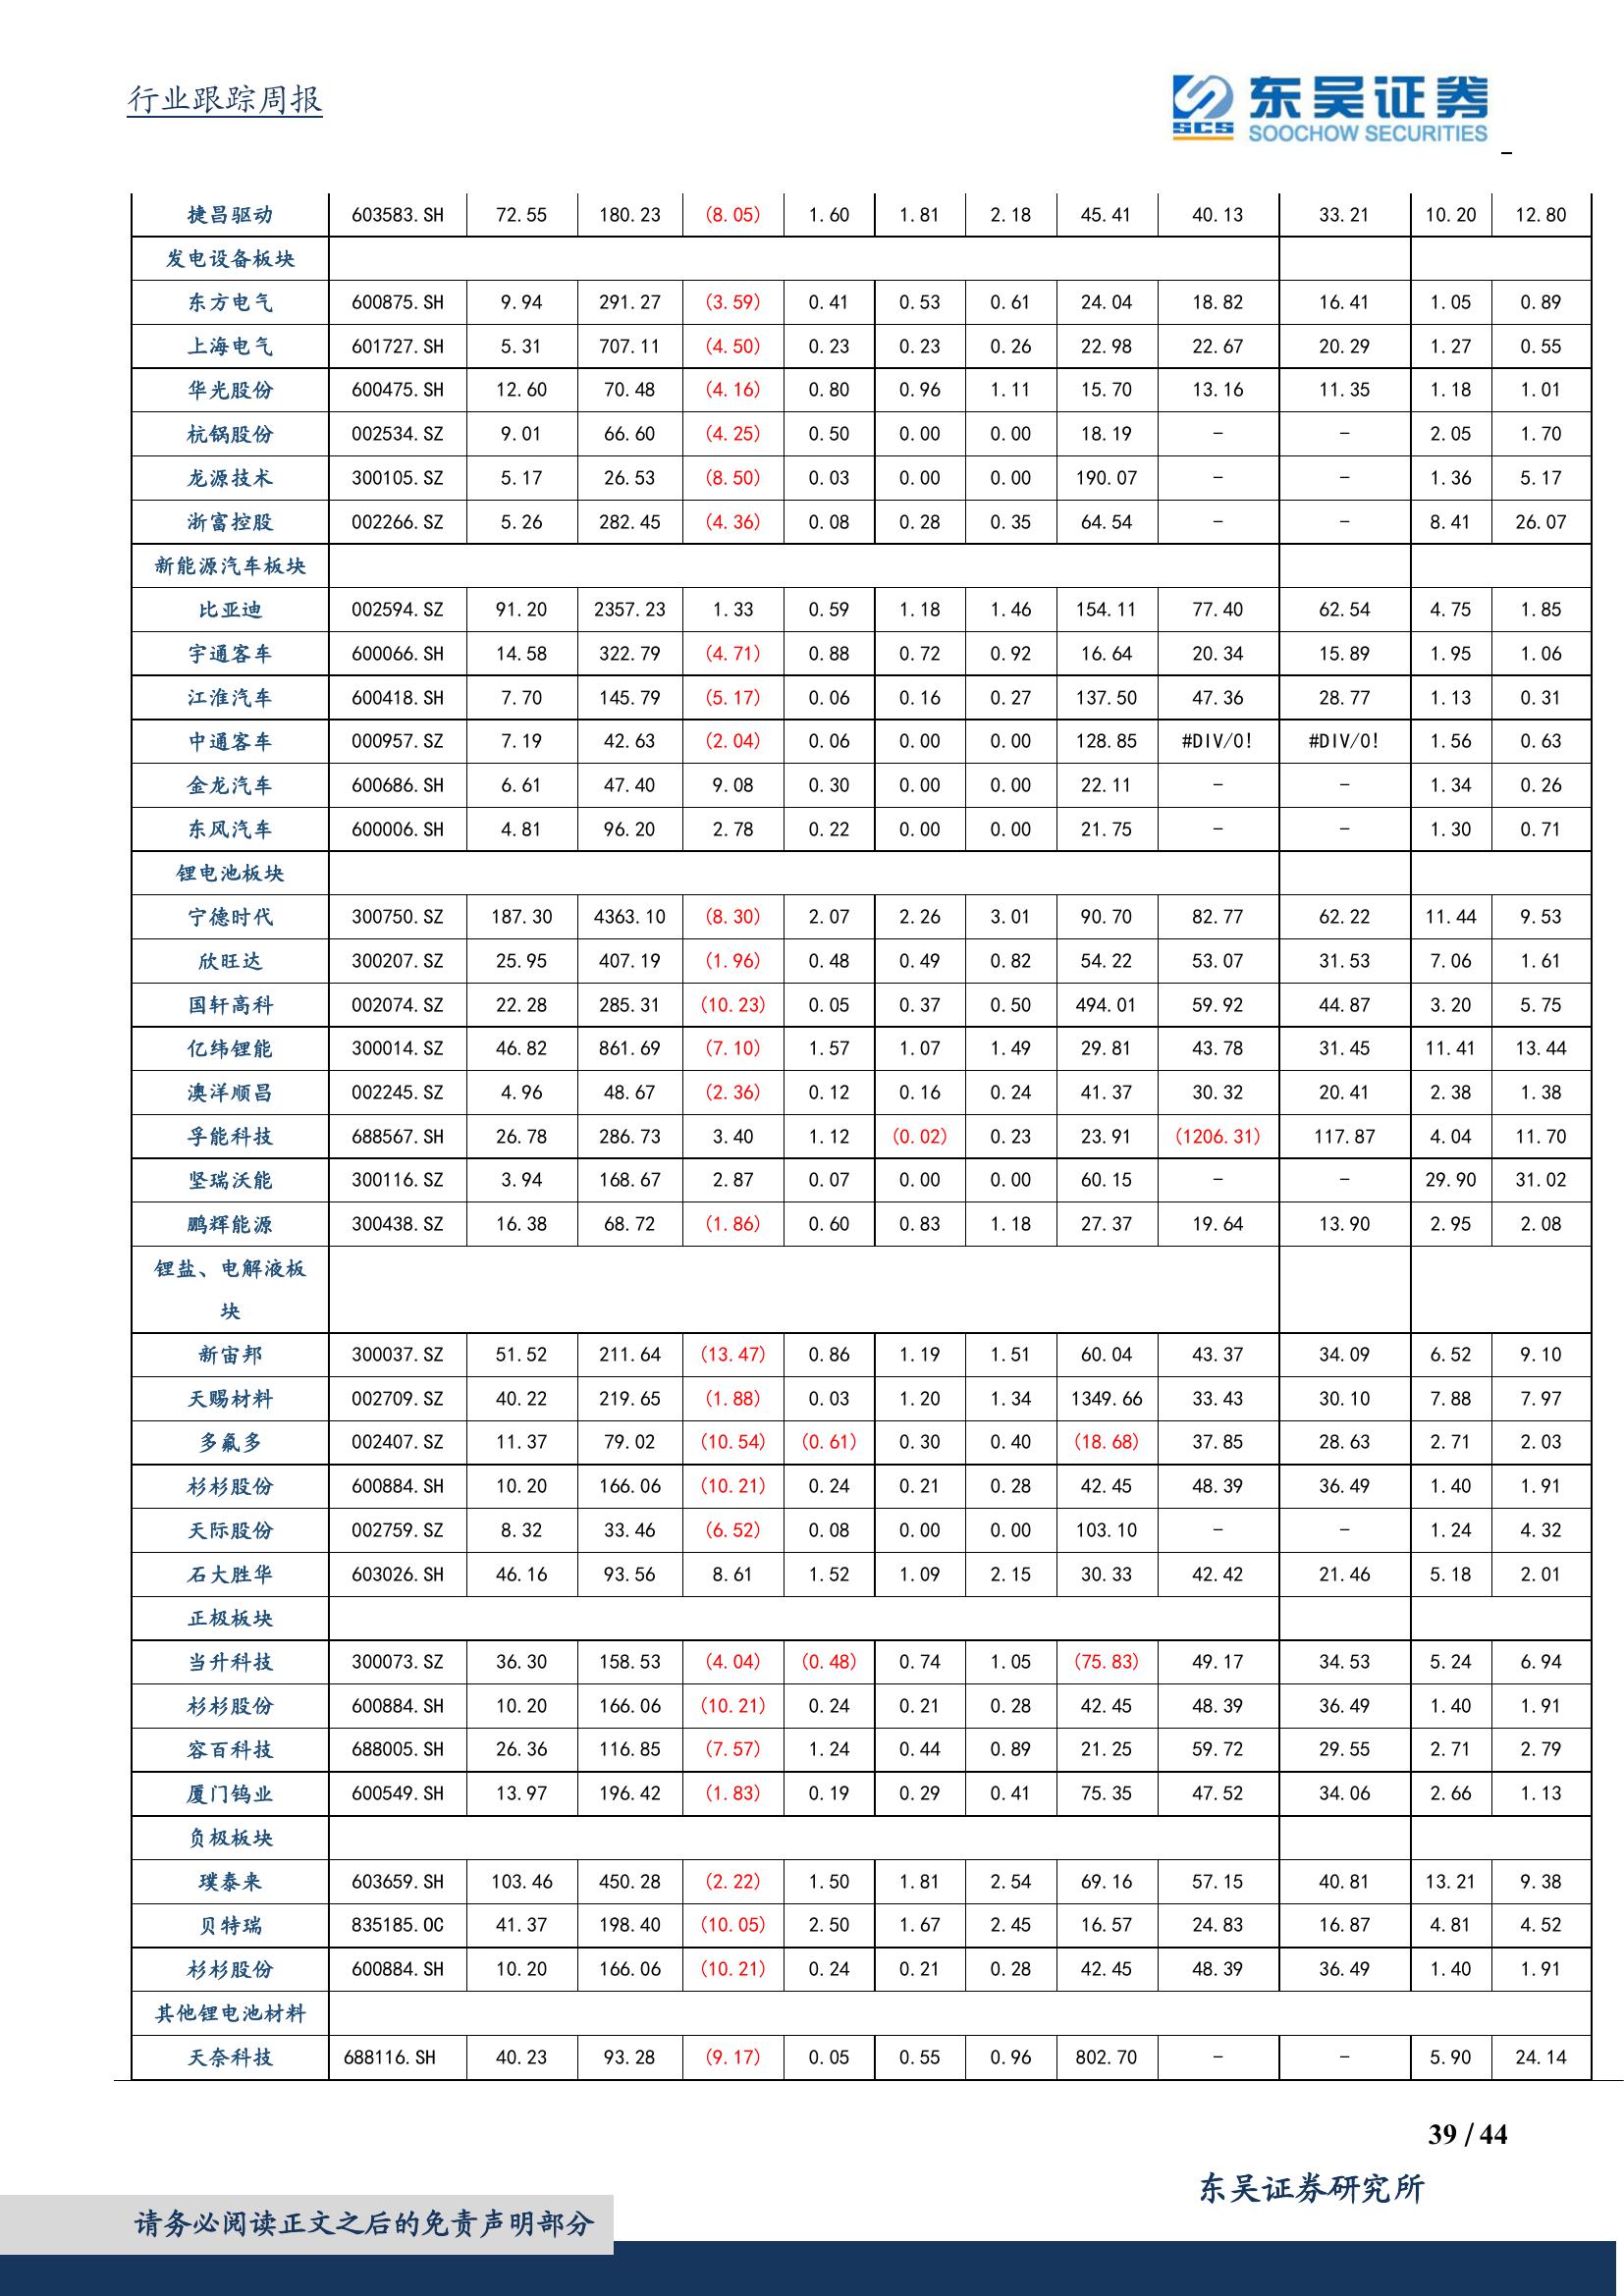 行业跟踪周报
SCS 东吴证券
SOOCHOW SECURITIES
捷昌驱动 603583.SH 72.55 180.23 (8.05) 1.60 1.81 2.18 45.41 40.13 33.21 10.20 12.80
发电设备板块
东方电气 600875.SH 9.94 291.27 (3.59) 0.41 0.53 0.61 24.04 18.82 16.41 1.05 0.89
上海电气 601727.SH 5.31 707.11 (4.50) 0.23 0.23 0.26 22.98 22.67 20.29 1.27 0.55
华光股份 600475.SH 12.60 70.48 (4.16) 0.80 0.96 1.11 15.70 13.16 11.35 1.18 1.01
杭锅股份 002534.SZ 9.01 66.60 (4.25) 0.50 0.00 0.00 18.19 - - 2.05 1.70
龙源技术 300105.SZ 5.17 26.53 (8.50) 0.03 0.00 0.00 190.07 - - 1.36 5.17
浙富控股 002266.SZ 5.26 282.45 (4.36) 0.08 0.28 0.35 64.54 - - 8.41 26.07
新能源汽车板块
比亚迪 002594.SZ 91.20 2357.23 1.33 0.59 1.18 1.46 154.11 77.40 62.54 4.75 1.85
宇通客车 600066.SH 14.58 322.79 (4.71) 0.88 0.72 0.92 16.64 20.34 15.89 1.95 1.06
江淮汽车 600418.SH 7.70 145.79 (5.17) 0.06 0.16 0.27 137.50 47.36 28.77 1.13 0.31
中通客车 000957.SZ 7.19 42.63 (2.04) 0.06 0.00 0.00 128.85 #DIV/0! #DIV/0! 1.56 0.63
金龙汽车 600686.SH 6.61 47.40 9.08 0.30 0.00 0.00 22.11 - - 1.34 0.26
东风汽车 600006.SH 4.81 96.20 2.78 0.22 0.00 0.00 21.75 - - 1.30 0.71
锂电池板块
宁德时代 300750.SZ 187.30 4363.10 (8.30) 2.07 2.26 3.01 90.70 82.77 62.22 11.44 9.53
欣旺达 300207.SZ 25.95 407.19 (1.96) 0.48 0.49 0.82 54.22 53.07 31.53 7.06 1.61
国轩高科 002074.SZ 22.28 285.31 (10.23) 0.05 0.37 0.50 494.01 59.92 44.87 3.20 5.75
亿纬锂能 300014.SZ 46.82 861.69 (7.10) 1.57 1.07 1.49 29.81 43.78 31.45 11.41 13.44
澳洋顺昌 002245.SZ 4.96 48.67 (2.36) 0.12 0.16 0.24 41.37 30.32 20.41 2.38 1.38
孚能科技 688567.SH 26.78 286.73 3.40 1.12 (0.02) 0.23 23.91 (1206.31) 117.87 4.04 11.70
坚瑞沃能 300116.SZ 3.94 168.67 2.87 0.07 0.00 0.00 60.15 - - 29.90 31.02
鹏辉能源 300438.SZ 16.38 68.72 (1.86) 0.60 0.83 1.18 27.37 19.64 13.90 2.95 2.08
锂盐、电解液板
块
新宙邦 300037.SZ 51.52 211.64 (13.47) 0.86 1.19 1.51 60.04 43.37 34.09 6.52 9.10
天赐材料 002709.SZ 40.22 219.65 (1.88) 0.03 1.20 1.34 1349.66 33.43 30.10 7.88 7.97
多氟多 002407.SZ 11.37 79.02 (10.54) (0.61) 0.30 0.40 (18.68) 37.85 28.63 2.71 2.03
杉杉股份 600884.SH 10.20 166.06 (10.21) 0.24 0.21 0.28 42.45 48.39 36.49 1.40 1.91
天际股份 002759.SZ 8.32 33.46 (6.52) 0.08 0.00 0.00 103.10 - - 1.24 4.32
石大胜华 603026.SH 46.16 93.56 8.61 1.52 1.09 2.15 30.33 42.42 21.46 5.18 2.01
正极板块
当升科技 300073.SZ 36.30 158.53 (4.04) (0.48) 0.74 1.05 (75.83) 49.17 34.53 5.24 6.94
杉杉股份 600884.SH 10.20 166.06 (10.21) 0.24 0.21 0.28 42.45 48.39 36.49 1.40 1.91
容百科技 688005.SH 26.36 116.85 (7.57) 1.24 0.44 0.89 21.25 59.72 29.55 2.71 2.79
厦门钨业 600549.SH 13.97 196.42 (1.83) 0.19 0.29 0.41 75.35 47.52 34.06 2.66 1.13
负极板块
璞泰来 603659.SH 103.46 450.28 (2.22) 1.50 1.81 2.54 69.16 57.15 40.81 13.21 9.38
贝特瑞 835185.OC 41.37 198.40 (10.05) 2.50 1.67 2.45 16.57 24.83 16.87 4.81 4.52
杉杉股份 600884.SH 10.20 166.06 (10.21) 0.24 0.21 0.28 42.45 48.39 36.49 1.40 1.91
其他锂电池材料
天奈科技 688116.SH 40.23 93.28 (9.17) 0.05 0.55 0.96 802.70 - - 5.90 24.14
39 / 44
东吴证券研究所
请务必阅读正文之后的免责声明部分